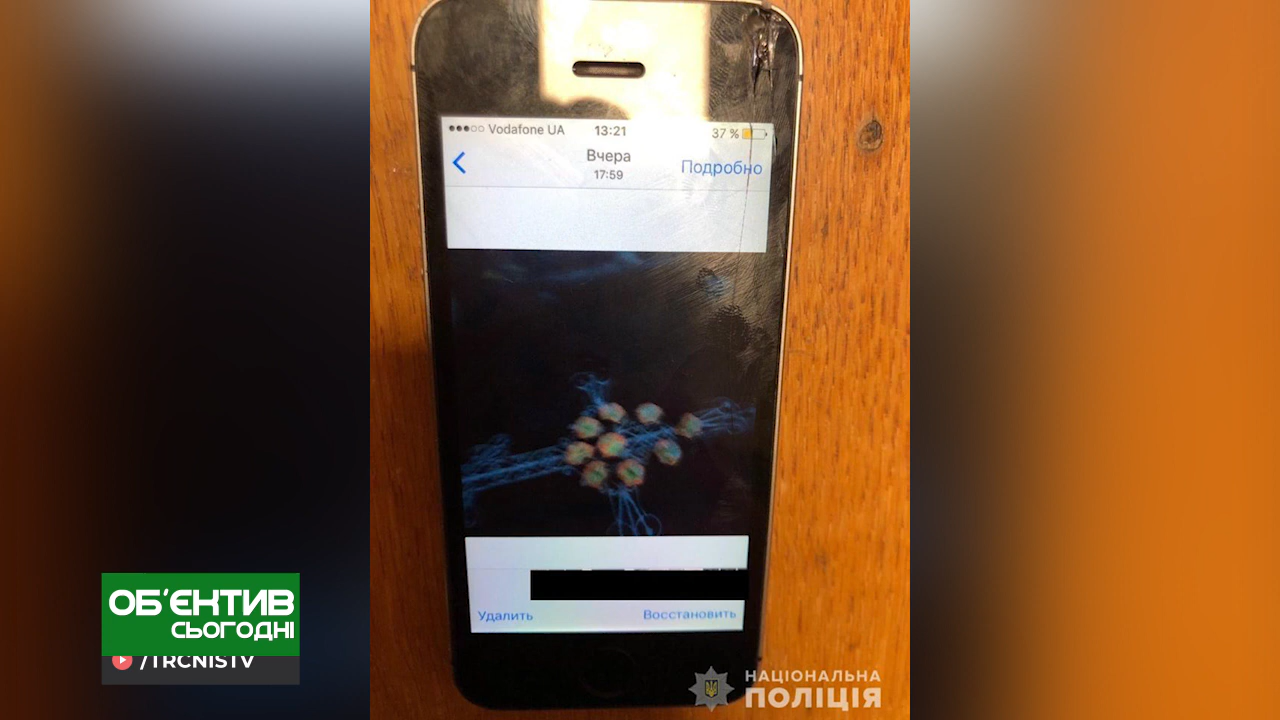 Vodafone UA 13:21 37 %
Вчера
17:59
Подробно
Удалить Восстановить
ОБ'ЄКТИВ
СЬОГОДНІ
/TRCNISTV
НАЦІОНАЛЬНА
ПОЛІЦІЯ